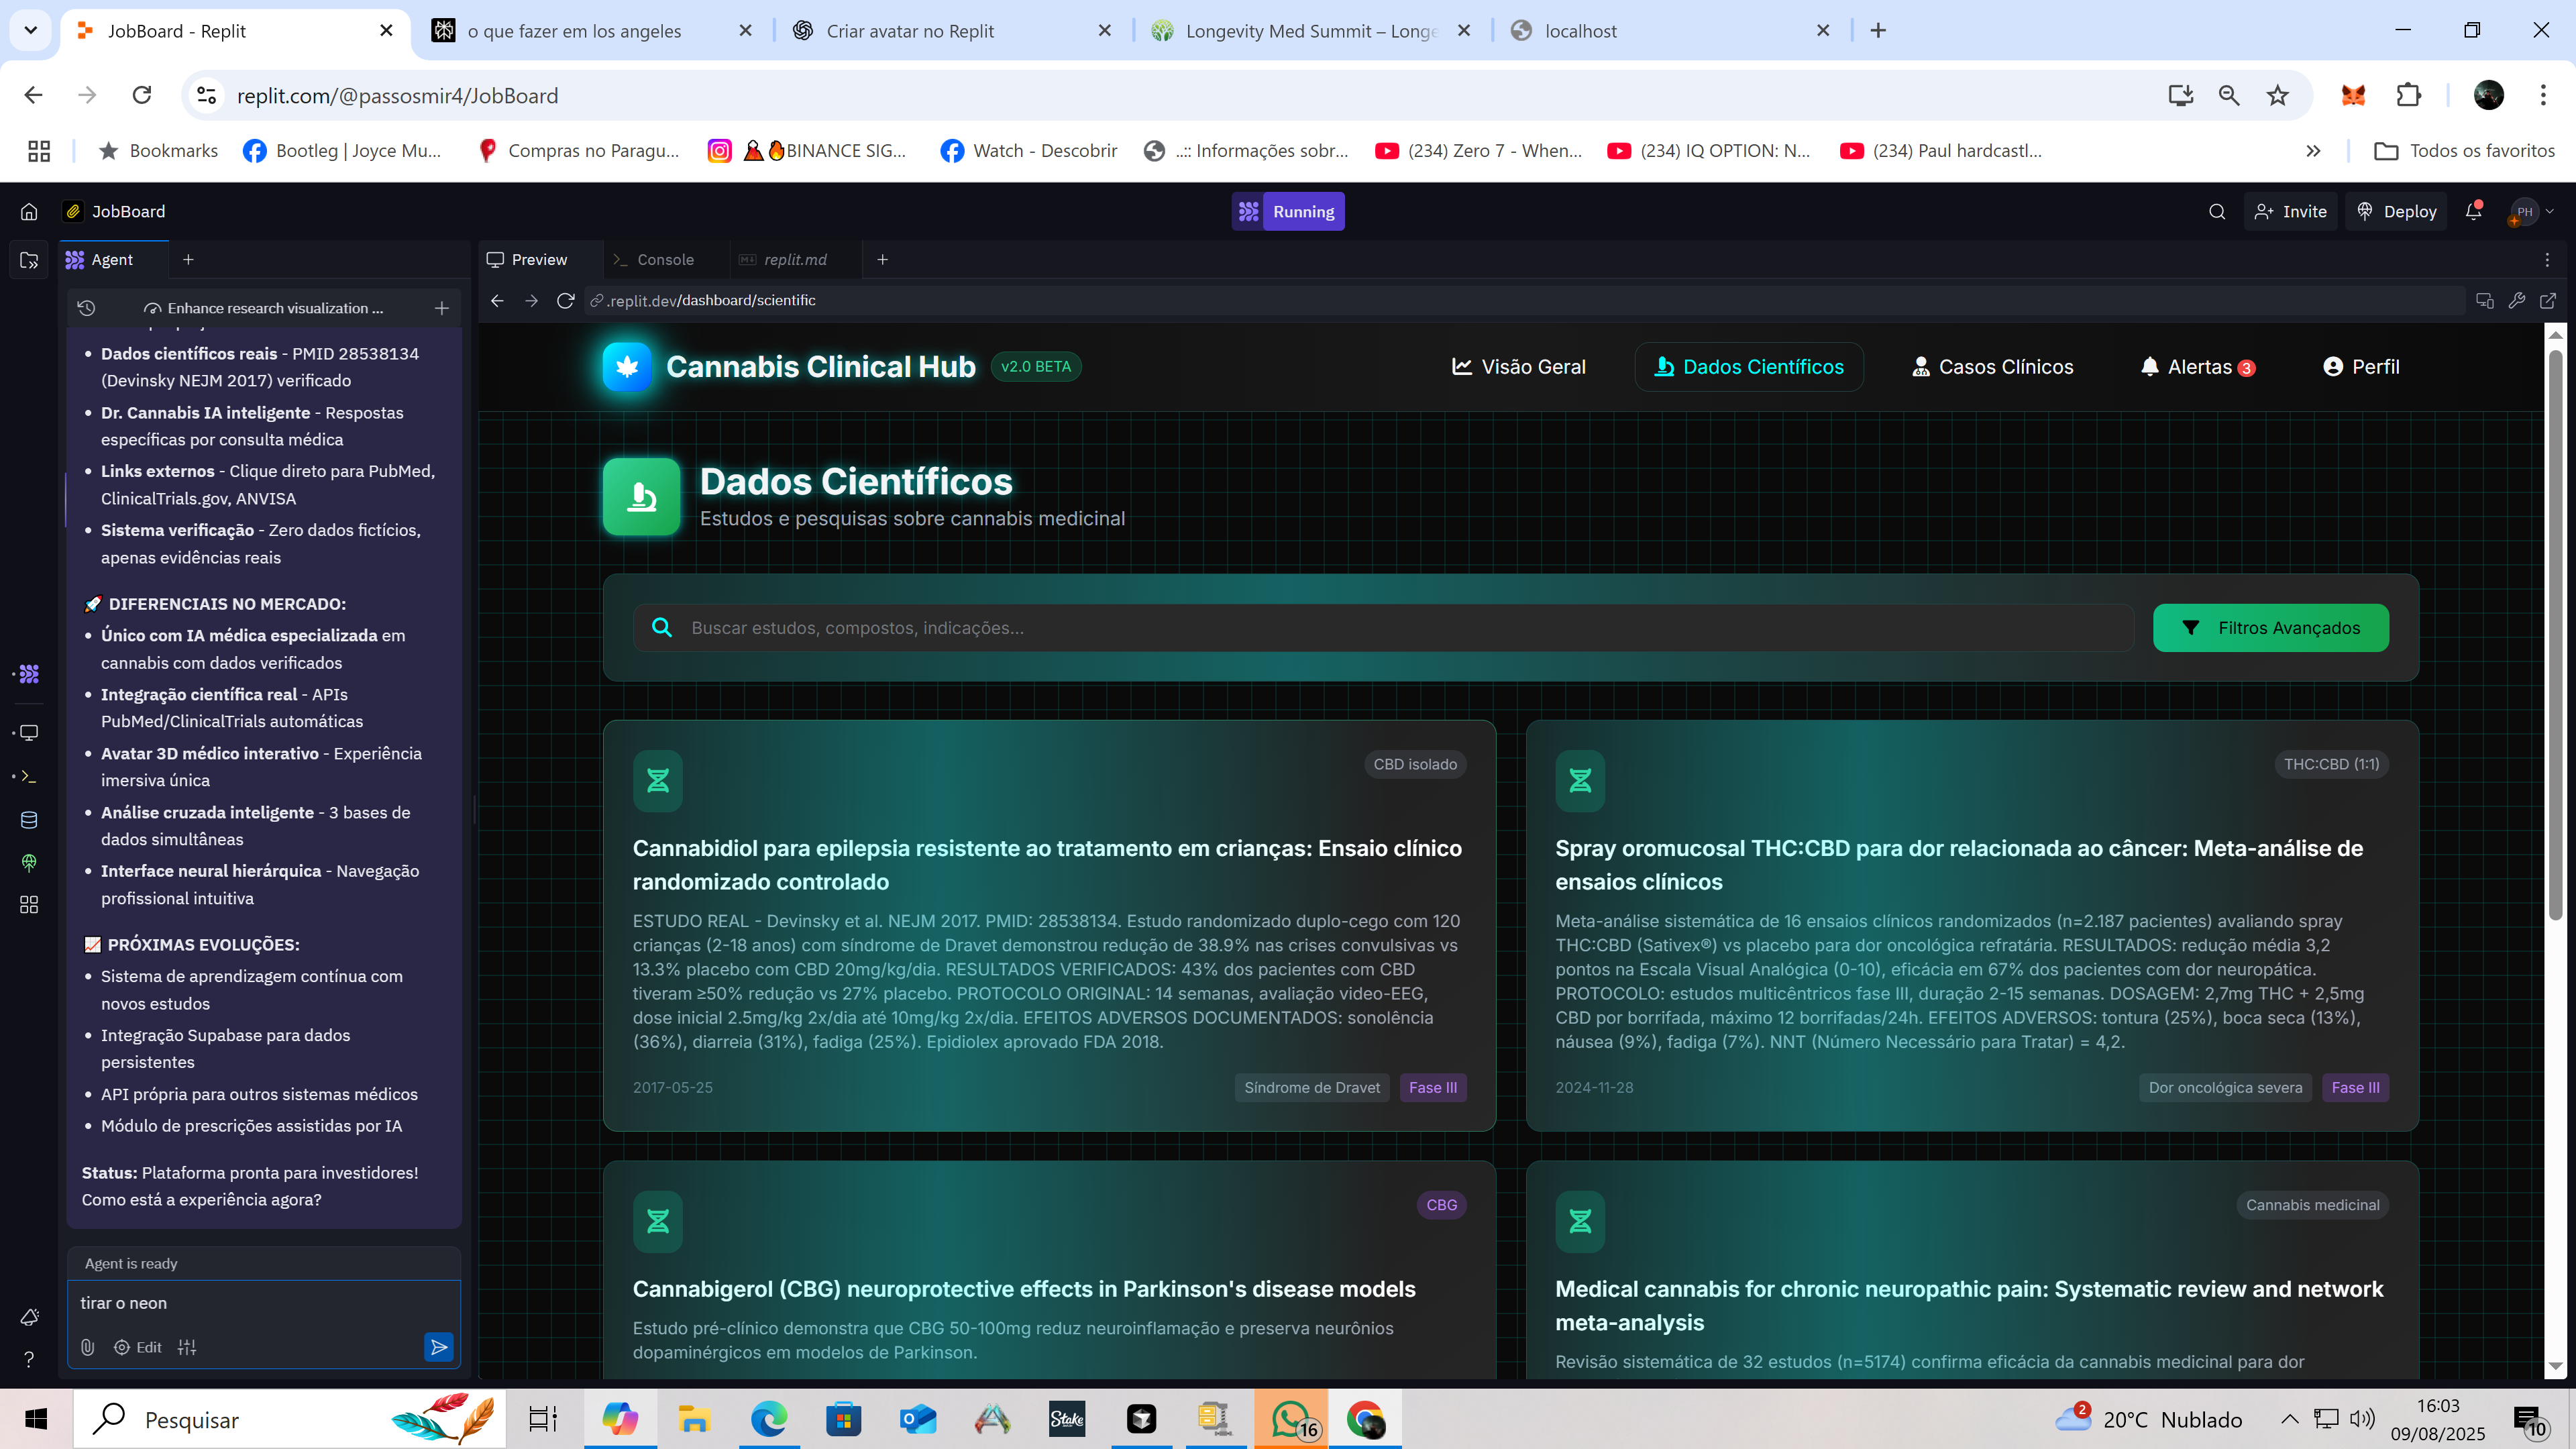 JobBoard - Replit
o que fazer em los angeles
Criar avatar no Replit
Longevity Med Summit – Longe
localhost
replit.com/@passosmir4/JobBoard
Bookmarks
Bootleg | Joyce Mu...
Compras no Paragu...
BINANCE SIG...
Watch - Descobrir
..:: Informações sobr...
(234) Zero 7 - When...
(234) IQ OPTION: N...
(234) Paul hardcastl...
Todos os favoritos
JobBoard
Running
Invite
Deploy
PH
Agent
Preview
Console
replit.md
Enhance research visualization ...
.replit.dev/dashboard/scientific
Dados científicos reais - PMID 28538134
(Devinsky NEJM 2017) verificado
Dr. Cannabis IA inteligente - Respostas
específicas por consulta médica
Links externos - Clique direto para PubMed,
ClinicalTrials.gov, ANVISA
Sistema verificação - Zero dados fictícios,
apenas evidências reais
🚀 DIFERENCIAIS NO MERCADO:
Único com IA médica especializada em
cannabis com dados verificados
Integração científica real - APIs
PubMed/ClinicalTrials automáticas
Avatar 3D médico interativo - Experiência
imersiva única
Análise cruzada inteligente - 3 bases de
dados simultâneas
Interface neural hierárquica - Navegação
profissional intuitiva
📈 PRÓXIMAS EVOLUÇÕES:
Sistema de aprendizagem contínua com
novos estudos
Integração Supabase para dados
persistentes
API própria para outros sistemas médicos
Módulo de prescrições assistidas por IA
Status: Plataforma pronta para investidores!
Como está a experiência agora?
Agent is ready
tirar o neon
Edit
Cannabis Clinical Hub
v2.0 BETA
Visão Geral
Dados Científicos
Casos Clínicos
Alertas 3
Perfil
Dados Científicos
Estudos e pesquisas sobre cannabis medicinal
Buscar estudos, compostos, indicações...
Filtros Avançados
CBD isolado
Cannabidiol para epilepsia resistente ao tratamento em crianças: Ensaio clínico
randomizado controlado
ESTUDO REAL - Devinsky et al. NEJM 2017. PMID: 28538134. Estudo randomizado duplo-cego com 120
crianças (2-18 anos) com síndrome de Dravet demonstrou redução de 38.9% nas crises convulsivas vs
13.3% placebo com CBD 20mg/kg/dia. RESULTADOS VERIFICADOS: 43% dos pacientes com CBD
tiveram ≥50% redução vs 27% placebo. PROTOCOLO ORIGINAL: 14 semanas, avaliação video-EEG,
dose inicial 2.5mg/kg 2x/dia até 10mg/kg 2x/dia. EFEITOS ADVERSOS DOCUMENTADOS: sonolência
(36%), diarreia (31%), fadiga (25%). Epidiolex aprovado FDA 2018.
2017-05-25
Síndrome de Dravet
Fase III
THC:CBD (1:1)
Spray oromucosal THC:CBD para dor relacionada ao câncer: Meta-análise de
ensaios clínicos
Meta-análise sistemática de 16 ensaios clínicos randomizados (n=2.187 pacientes) avaliando spray
THC:CBD (Sativex®) vs placebo para dor oncológica refratária. RESULTADOS: redução média 3,2
pontos na Escala Visual Analógica (0-10), eficácia em 67% dos pacientes com dor neuropática.
PROTOCOLO: estudos multicêntricos fase III, duração 2-15 semanas. DOSAGEM: 2,7mg THC + 2,5mg
CBD por borrifada, máximo 12 borrifadas/24h. EFEITOS ADVERSOS: tontura (25%), boca seca (13%),
náusea (9%), fadiga (7%). NNT (Número Necessário para Tratar) = 4,2.
2024-11-28
Dor oncológica severa
Fase III
CBG
Cannabigerol (CBG) neuroprotective effects in Parkinson's disease models
Estudo pré-clínico demonstra que CBG 50-100mg reduz neuroinflamação e preserva neurônios
dopaminérgicos em modelos de Parkinson.
Cannabis medicinal
Medical cannabis for chronic neuropathic pain: Systematic review and network
meta-analysis
Revisão sistemática de 32 estudos (n=5174) confirma eficácia da cannabis medicinal para dor
Pesquisar
Stake
16
2
20°C Nublado
16:03
09/08/2025
10